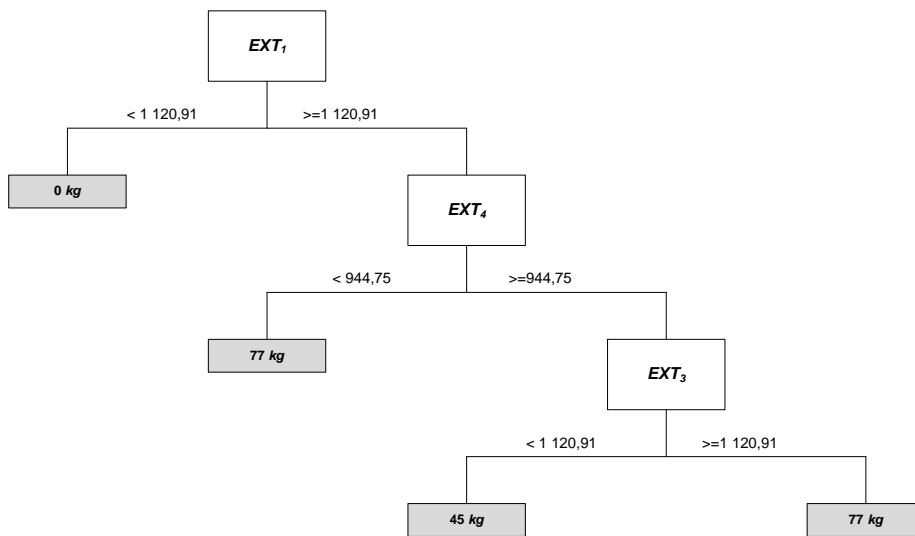 EXT₁
< 1 120,91
>=1 120,91
0 kg
EXT₄
< 944,75
>=944,75
77 kg
EXT₃
< 1 120,91
>=1 120,91
45 kg
77 kg